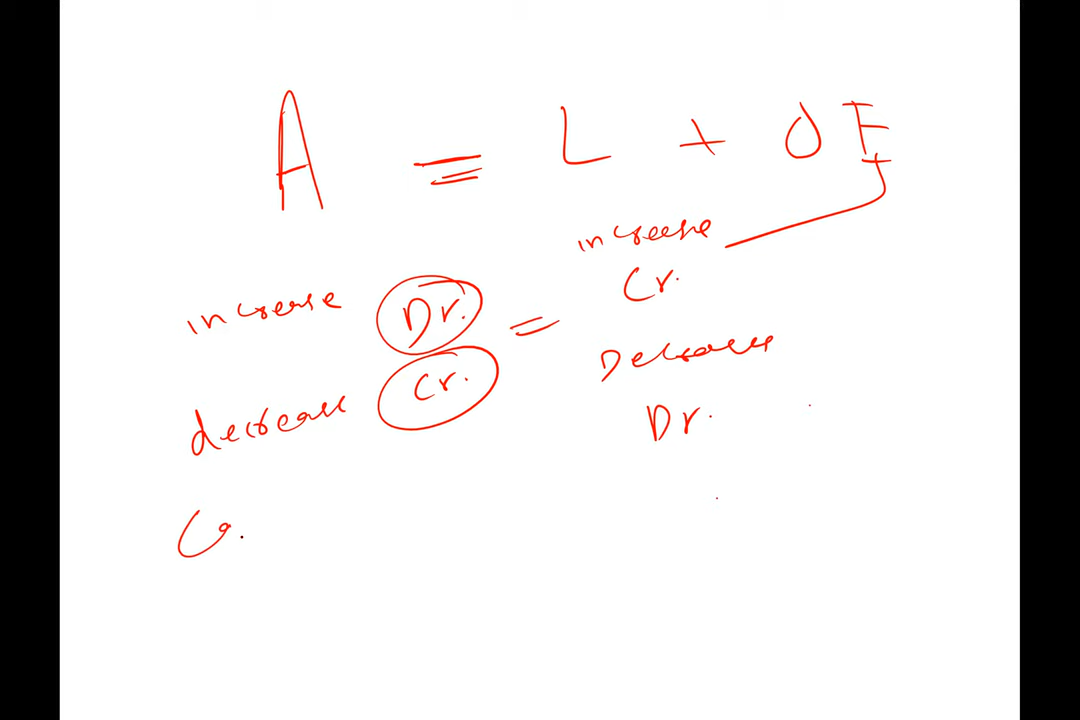 A = L + OE
increase Dr. = increase Cr.
decrease Cr. Decrease Dr.